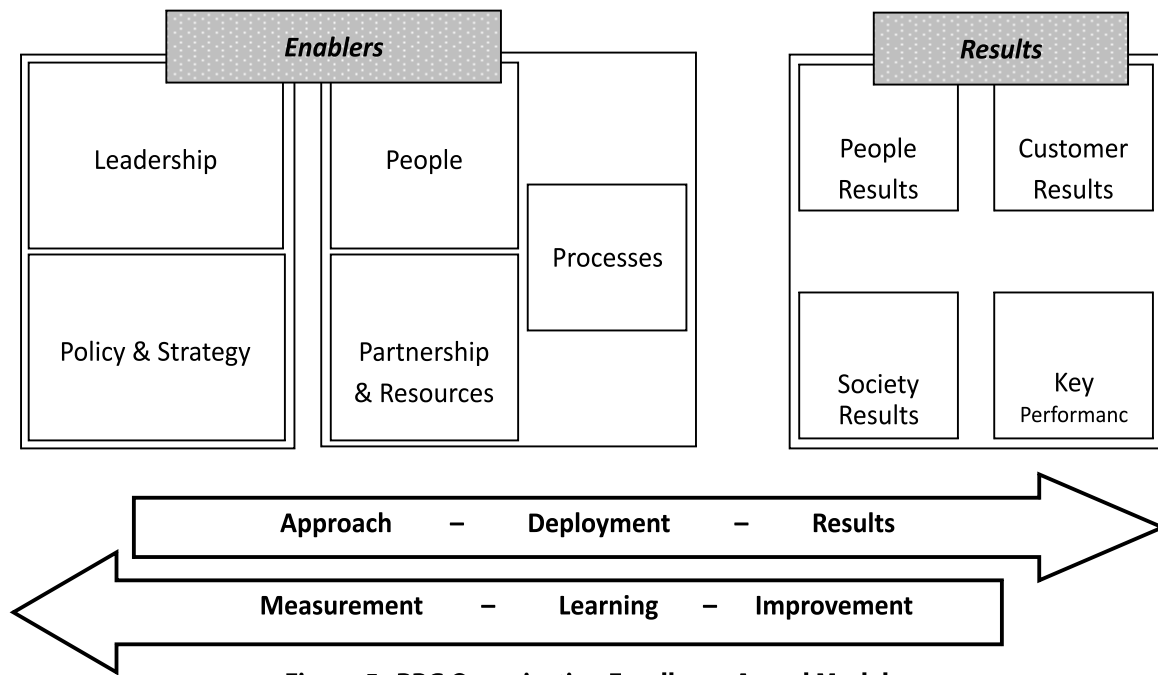 Enablers
Results
Leadership
People
Processes
Policy & Strategy
Partnership
& Resources
People
Results
Customer
Results
Society
Results
Key
Performanc
Approach – Deployment – Results
Measurement – Learning – Improvement